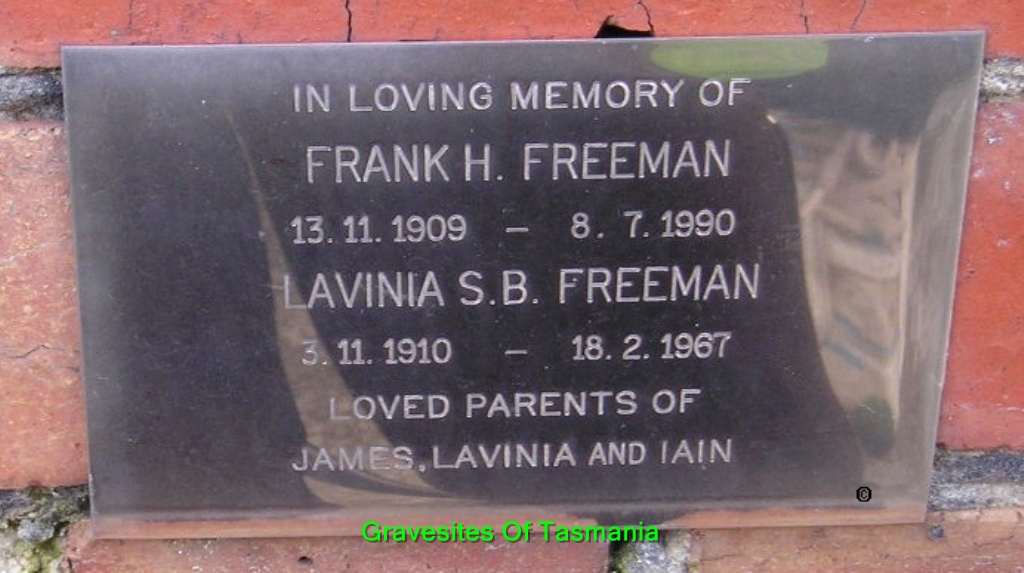 IN LOVING MEMORY OF
FRANK H. FREEMAN
13. 11. 1909 – 8. 7. 1990
LAVINIA S.B. FREEMAN
3. 11. 1910 – 18. 2. 1967
LOVED PARENTS OF
JAMES, LAVINIA AND IAIN
©
Gravesites Of Tasmania